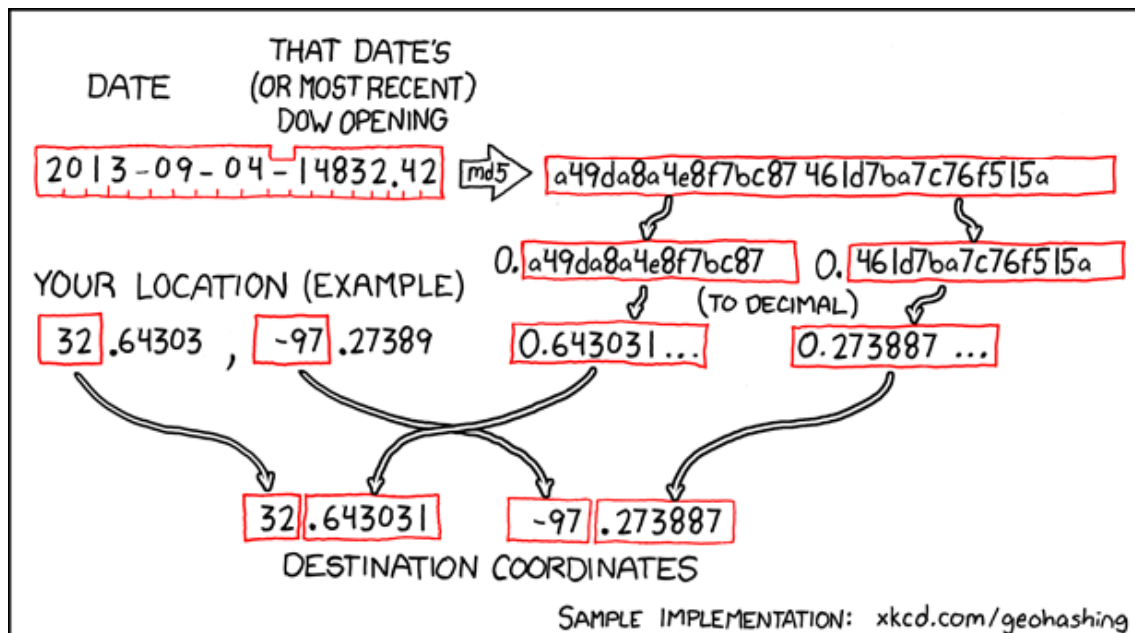 DATE
THAT DATE'S
(OR MOST RECENT)
DOW OPENING
2013-09-04-14832.42
md5
a49da8a4e8f7bc87 461d7ba7c76f515a
0.a49da8a4e8f7bc87
0.461d7ba7c76f515a
(TO DECIMAL)
0.643031...
0.273887 ...
YOUR LOCATION (EXAMPLE)
32.64303, -97.27389
32.643031 -97.273887
DESTINATION COORDINATES
SAMPLE IMPLEMENTATION: xkcd.com/geohashing